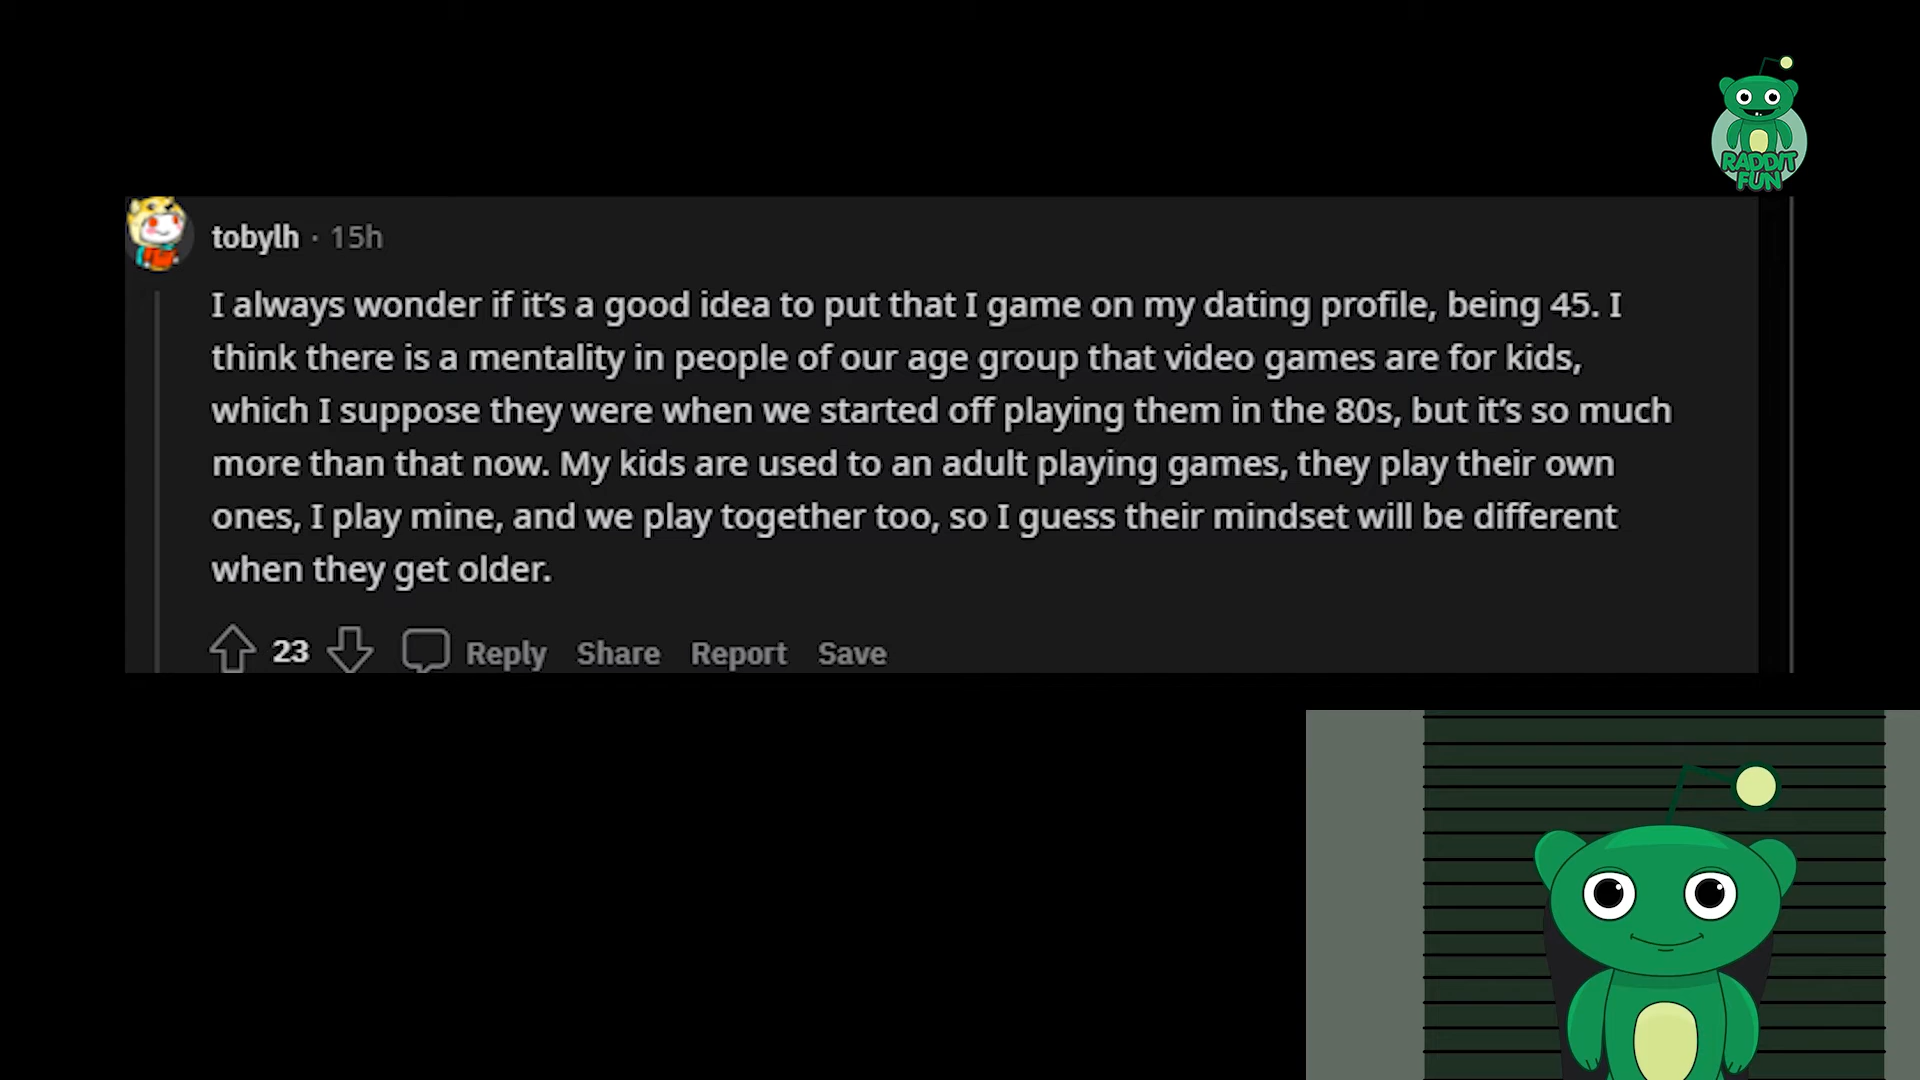 RADDIT
FUN
tobylh · 15h
I always wonder if it's a good idea to put that I game on my dating profile, being 45. I
think there is a mentality in people of our age group that video games are for kids,
which I suppose they were when we started off playing them in the 80s, but it's so much
more than that now. My kids are used to an adult playing games, they play their own
ones, I play mine, and we play together too, so I guess their mindset will be different
when they get older.
23 Reply Share Report Save